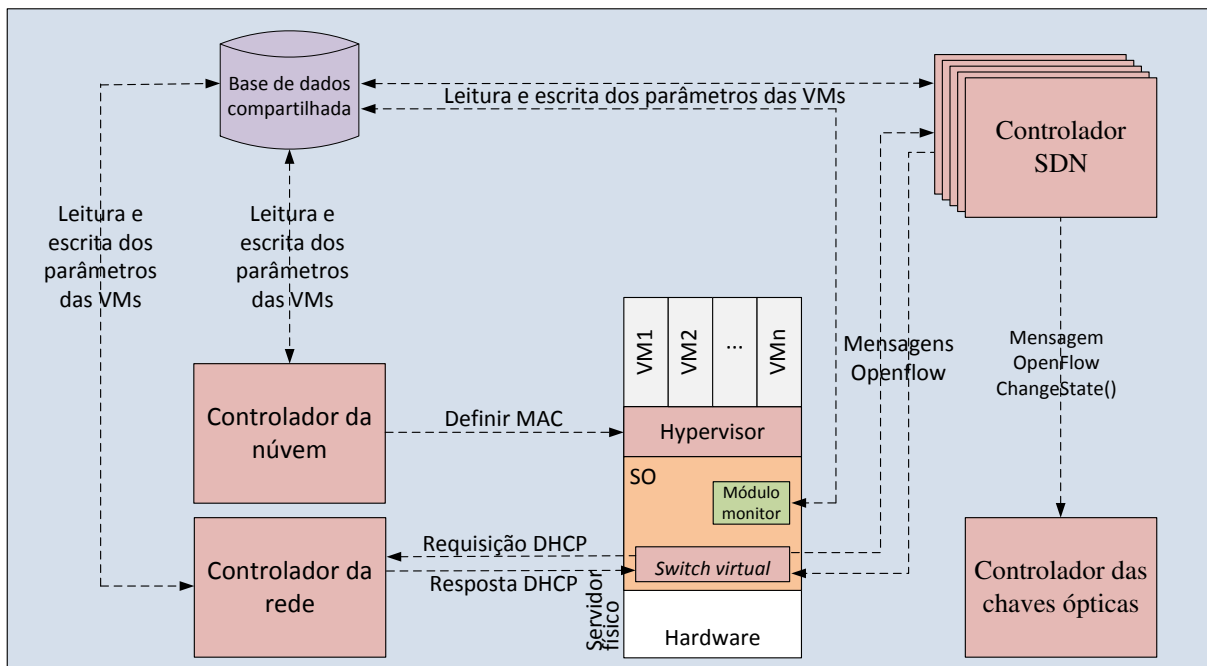 Base de dados
compartilhada
Leitura e escrita dos parâmetros das VMs
Controlador
SDN
Leitura e
escrita dos
parâmetros
das VMs
Leitura e
escrita dos
parâmetros
das VMs
VM1
VM2
...
VMn
Mensagens
Openflow
Mensagem
OpenFlow
ChangeState()
Controlador da
núvem
Definir MAC
Hypervisor
SO
Módulo
monitor
Controlador da
rede
Requisição DHCP
Resposta DHCP
Switch virtual
Servidor
físico
Hardware
Controlador das
chaves ópticas